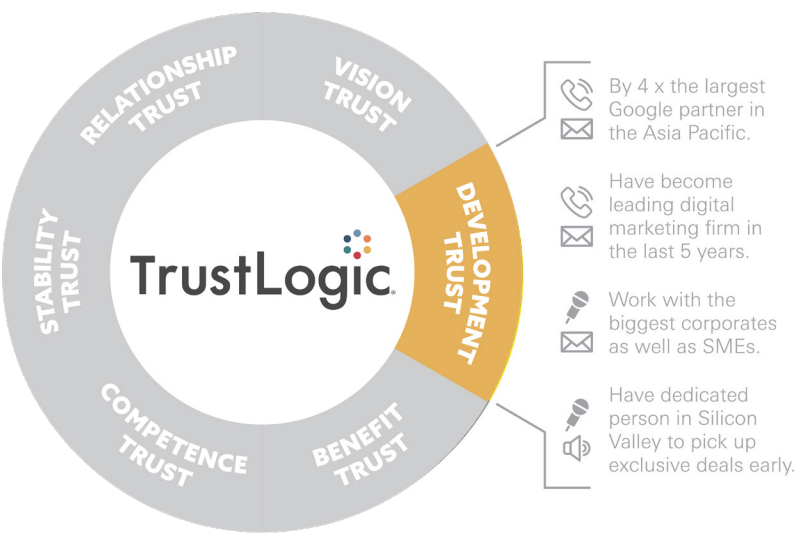 RELATIONSHIP
TRUST
VISION
TRUST
DEVELOPMENT
TRUST
BENEFIT
TRUST
COMPETENCE
TRUST
STABILITY
TRUST
TrustLogic
By 4 x the largest
Google partner in
the Asia Pacific.
Have become
leading digital
marketing firm in
the last 5 years.
Work with the
biggest corporates
as well as SMEs.
Have dedicated
person in Silicon
Valley to pick up
exclusive deals early.